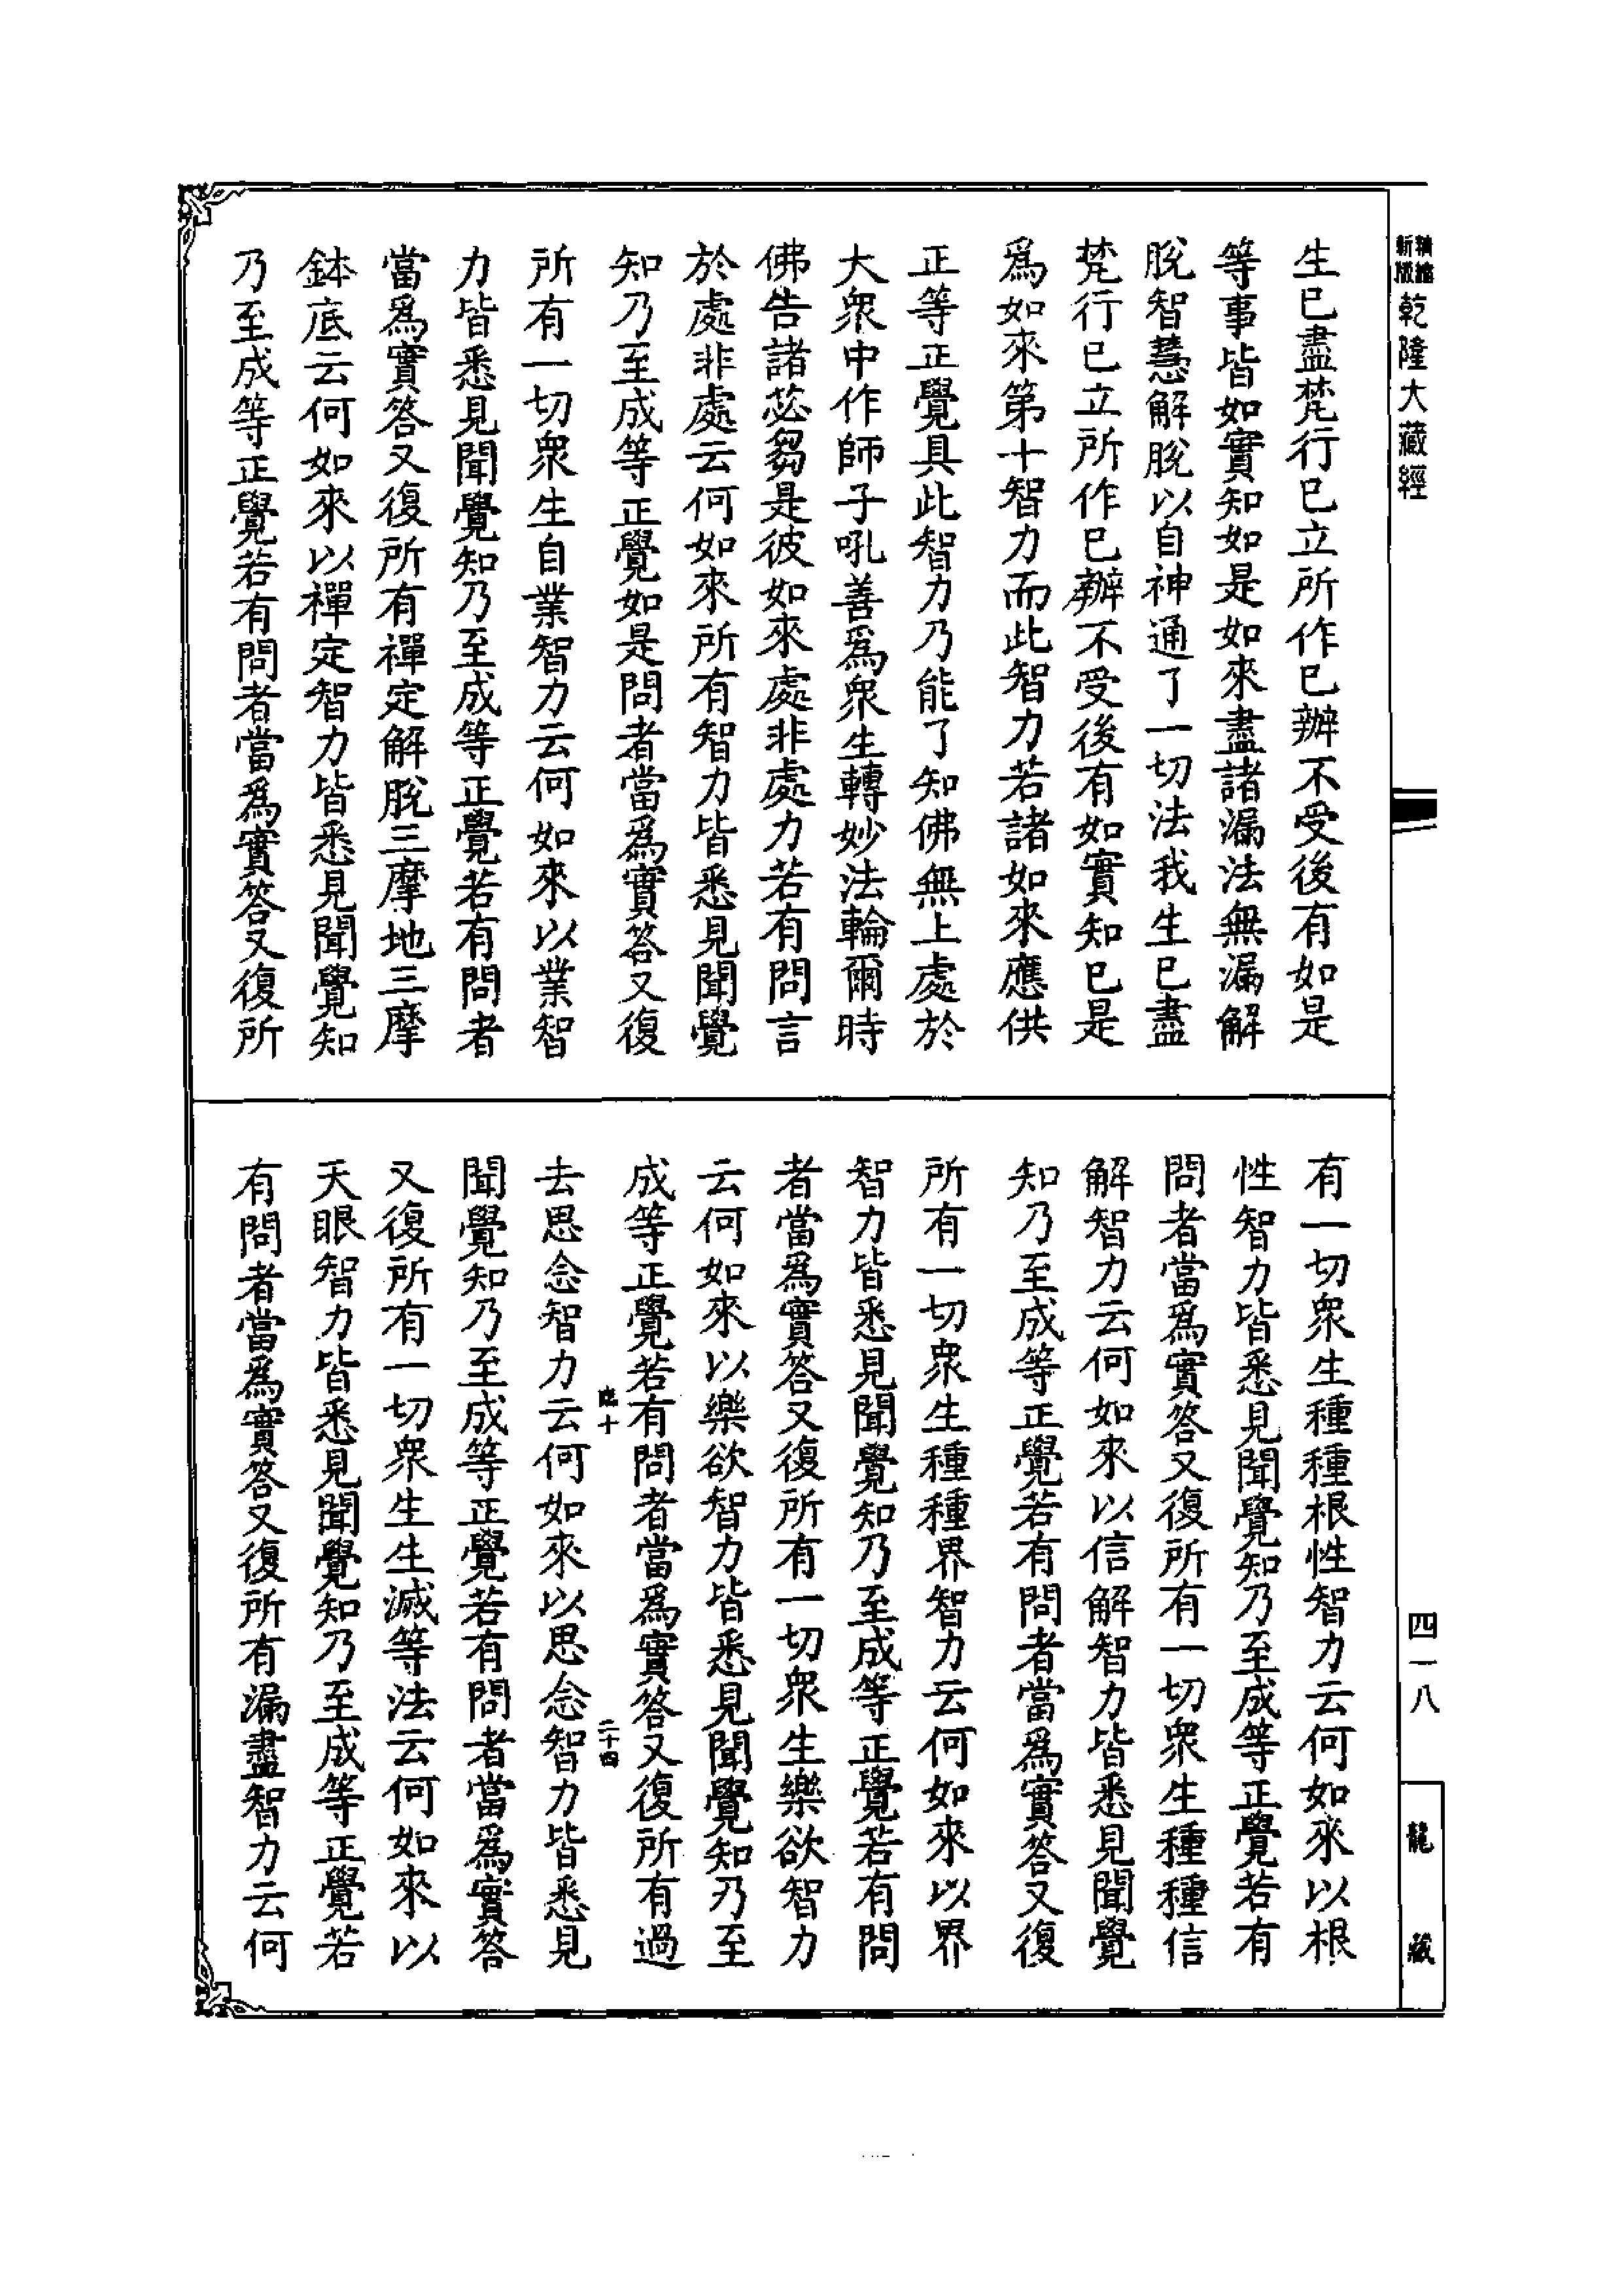 精縮新版乾隆大藏經
生已盡梵行已立所作已辦不受後有如是
等事皆如實知如是如來盡諸漏法無漏解
脫智慧解脫以自神通了一切法我生已盡
梵行已立所作已辦不受後有如實知已是
為如來第十智力而此智力若諸如來應供
正等正覺具此智力乃能了知佛無上處於
大眾中作師子吼善為眾生轉妙法輪爾時
佛告諸苾芻是彼如來處非處力若有問言
於處非處云何如來所有智力皆悉見聞覺
知乃至成等正覺如是問者當為實答又復
所有一切眾生自業智力云何如來以業智
力皆悉見聞覺知乃至成等正覺若有問者
當為實答又復所有禪定解脫三摩地三摩
鉢底云何如來以禪定智力皆悉見聞覺知
乃至成等正覺若有問者當為實答又復所
有一切眾生種種根性智力云何如來以根
性智力皆悉見聞覺知乃至成等正覺若有
問者當為實答又復所有一切眾生種種信
解智力云何如來以信解智力皆悉見聞覺
知乃至成等正覺若有問者當為實答又復
所有一切眾生種種界智力云何如來以界
智力皆悉見聞覺知乃至成等正覺若有問
者當為實答又復所有一切眾生樂欲智力
云何如來以樂欲智力皆悉見聞覺知乃至
成等正覺若有問者當為實答又復所有過
十 二十四
去思念智力云何如來以思念智力皆悉見
聞覺知乃至成等正覺若有問者當為實答
又復所有一切眾生生滅等法云何如來以
天眼智力皆悉見聞覺知乃至成等正覺若
有問者當為實答又復所有漏盡智力云何
四一八
龍藏